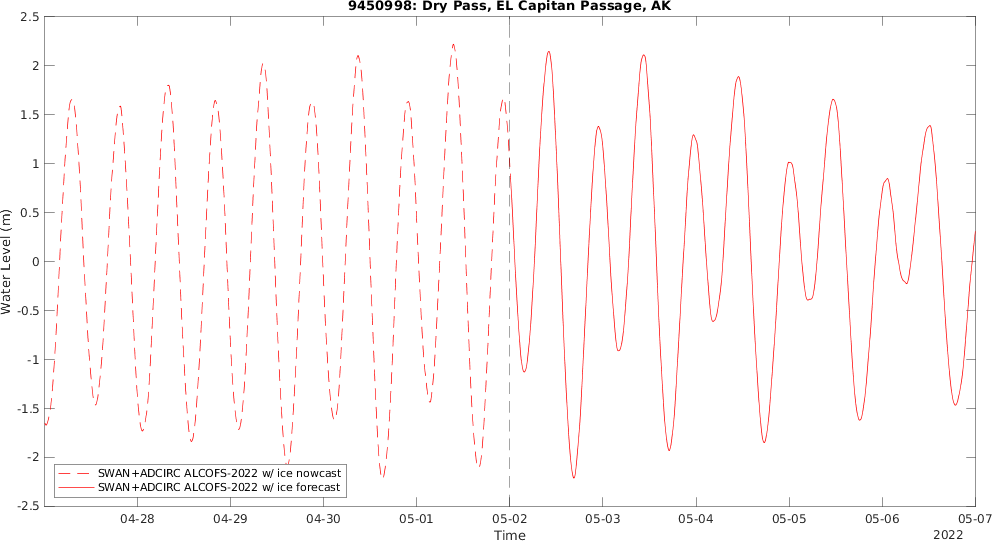 9450998: Dry Pass, EL Capitan Passage, AK
2.5
2
1.5
1
0.5
0
-0.5
-1
-1.5
-2
-2.5
Water Level (m)
SWAN+ADCIRC ALCOFS-2022 w/ ice nowcast
SWAN+ADCIRC ALCOFS-2022 w/ ice forecast
04-28 04-29 04-30 05-01 05-02 05-03 05-04 05-05 05-06 05-07
Time
2022